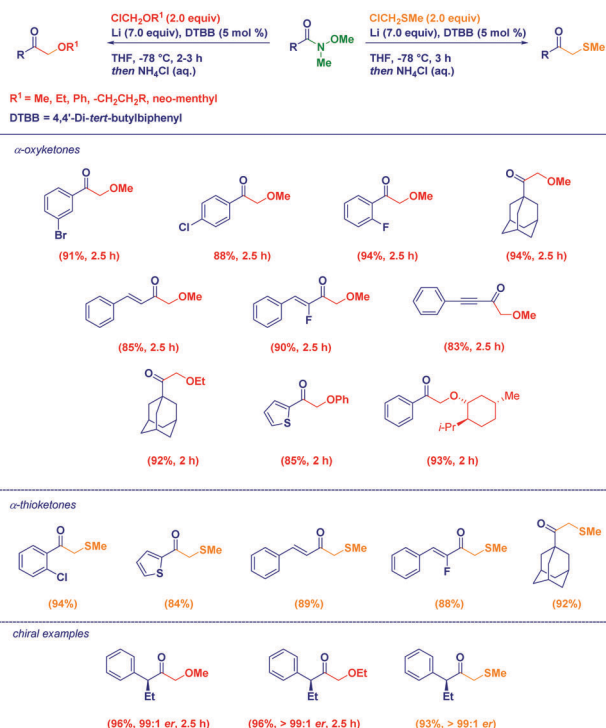 ClCH2OR1 (2.0 equiv)
Li (7.0 equiv), DTBB (5 mol %)
THF, -78 °C, 2-3 h
then NH4Cl (aq.)
ClCH2SMe (2.0 equiv)
Li (7.0 equiv), DTBB (5 mol %)
THF, -78 °C, 3 h
then NH4Cl (aq.)
O
R
OR1
O
R
N
OMe
Me
O
R
SMe
R1 = Me, Et, Ph, -CH2CH2R, neo-menthyl
DTBB = 4,4'-Di-tert-butylbiphenyl
α-oxyketones
O
OMe
Br
(91%, 2.5 h)
O
OMe
Cl
88%, 2.5 h)
O
OMe
F
(94%, 2.5 h)
O
OMe
(94%, 2.5 h)
O
OMe
(85%, 2.5 h)
O
OMe
F
(90%, 2.5 h)
O
OMe
(83%, 2.5 h)
O
OEt
(92%, 2 h)
O
OPh
S
(85%, 2 h)
O
O
Me
i-Pr
(93%, 2 h)
α-thioketones
O
SMe
Cl
(94%)
O
SMe
S
(84%)
O
SMe
(89%)
O
SMe
F
(88%)
O
SMe
(92%)
chiral examples
O
OMe
Et
(96%, 99:1 er, 2.5 h)
O
OEt
Et
(96%, > 99:1 er, 2.5 h)
O
SMe
Et
(93%, > 99:1 er)